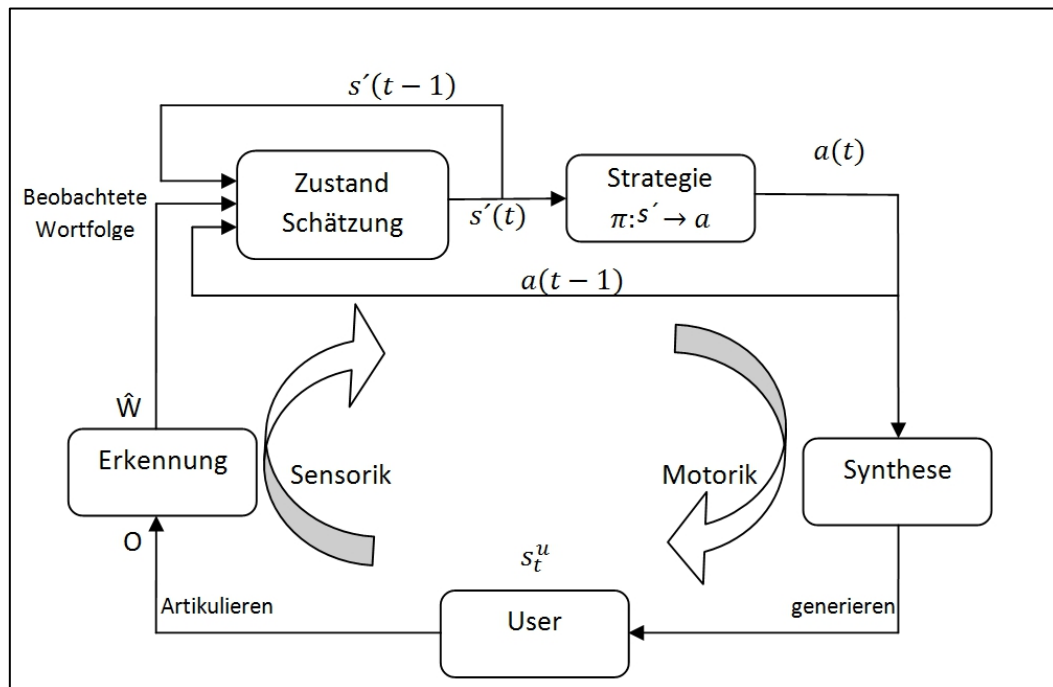 s´(t − 1)
a(t)
Zustand
Schätzung
Strategie
π:s´ → a
Beobachtete
Wortfolge
s´(t)
a(t − 1)
Ŵ
Erkennung
Sensorik
Motorik
Synthese
O
s_t^u
Artikulieren
User
generieren